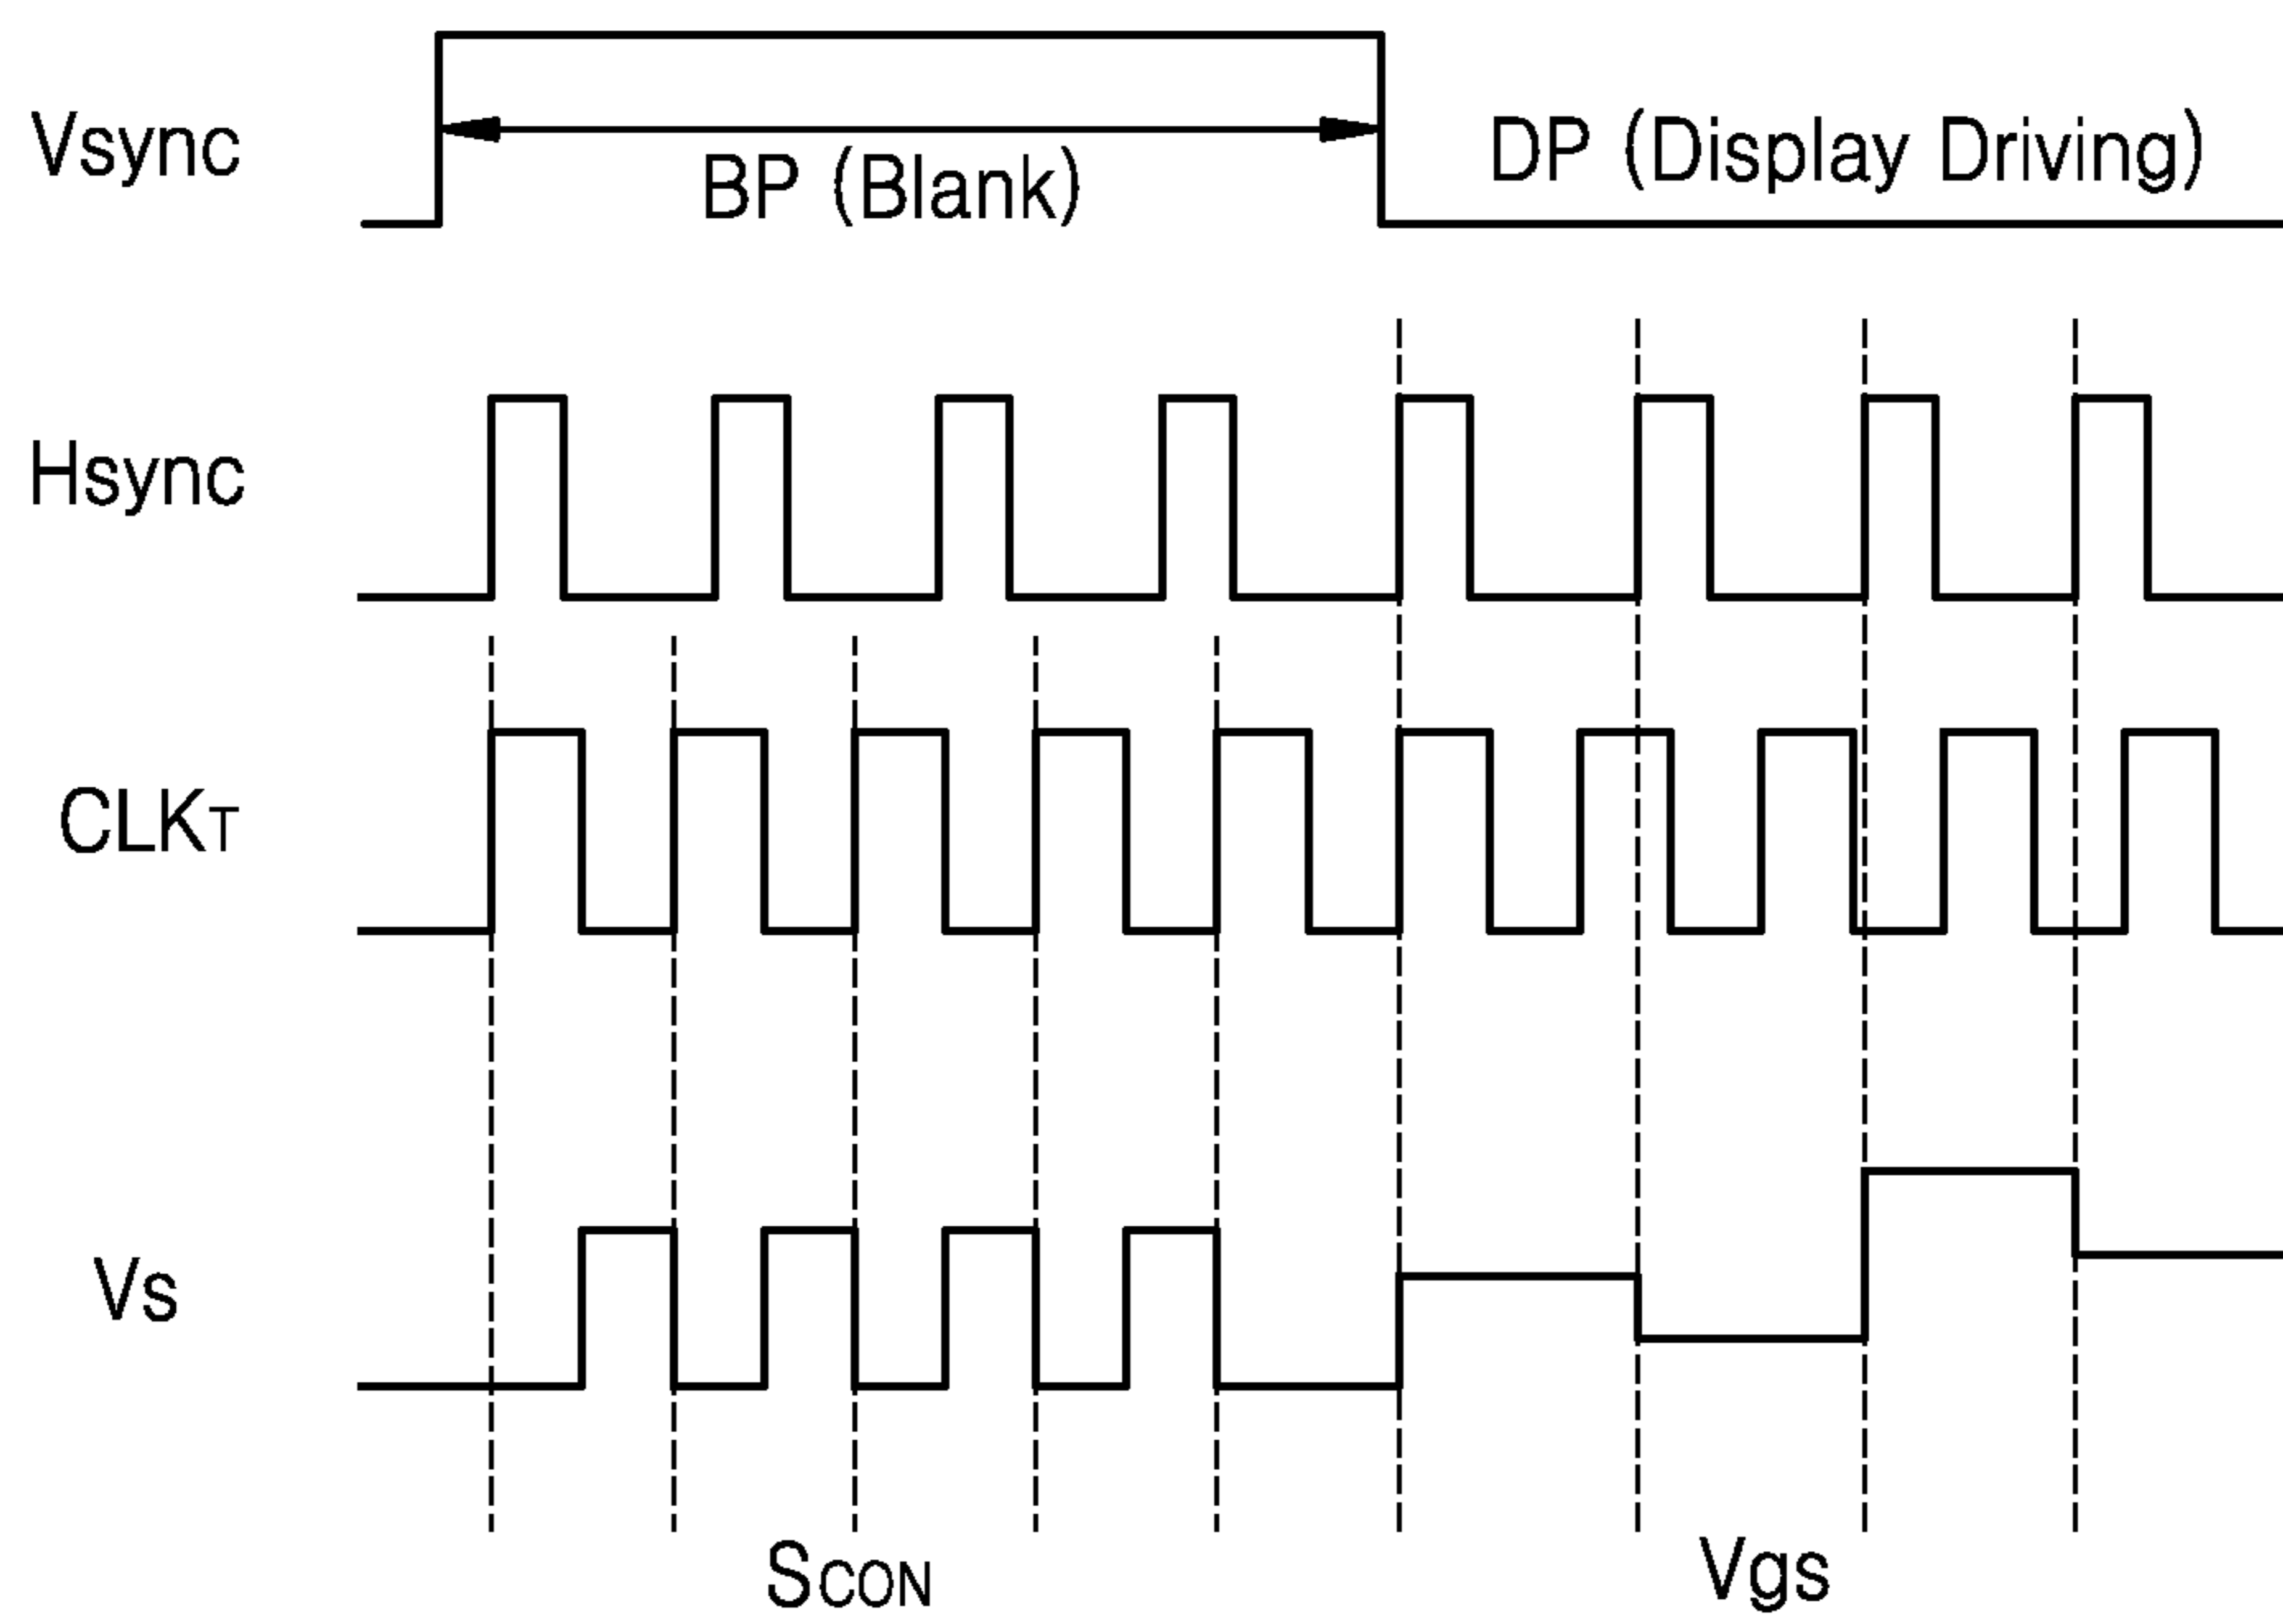 Vsync
BP (Blank)
DP (Display Driving)
Hsync
CLKT
Vs
SCON
Vgs